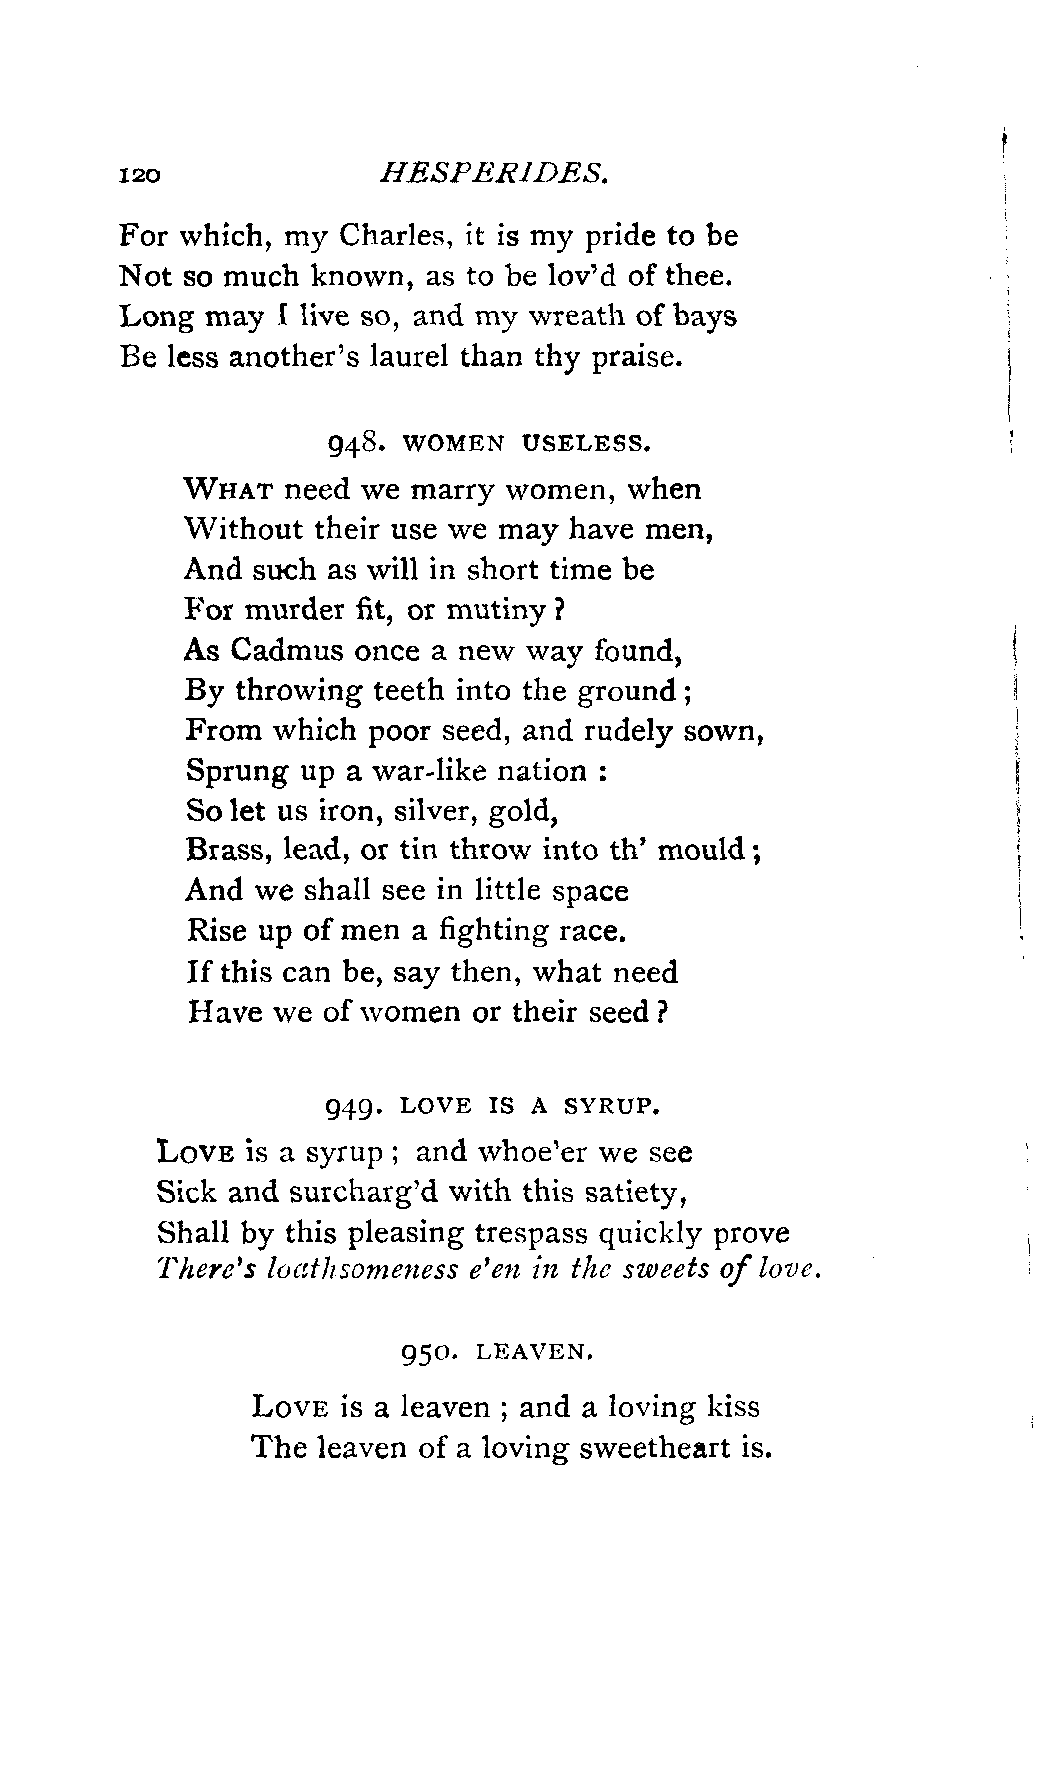 120 HESPERIDES.
For which, my Charles, it is my pride to be
Not so much known, as to be lov'd of thee.
Long may I live so, and my wreath of bays
Be less another's laurel than thy praise.
948. WOMEN USELESS.
WHAT need we marry women, when
Without their use we may have men,
And such as will in short time be
For murder fit, or mutiny?
As Cadmus once a new way found,
By throwing teeth into the ground;
From which poor seed, and rudely sown,
Sprung up a war-like nation:
So let us iron, silver, gold,
Brass, lead, or tin throw into th' mould;
And we shall see in little space
Rise up of men a fighting race.
If this can be, say then, what need
Have we of women or their seed?
949. LOVE IS A SYRUP.
LOVE is a syrup; and whoe'er we see
Sick and surcharg'd with this satiety,
Shall by this pleasing trespass quickly prove
There's loathsomeness e'en in the sweets of love.
950. LEAVEN.
LOVE is a leaven; and a loving kiss
The leaven of a loving sweetheart is.